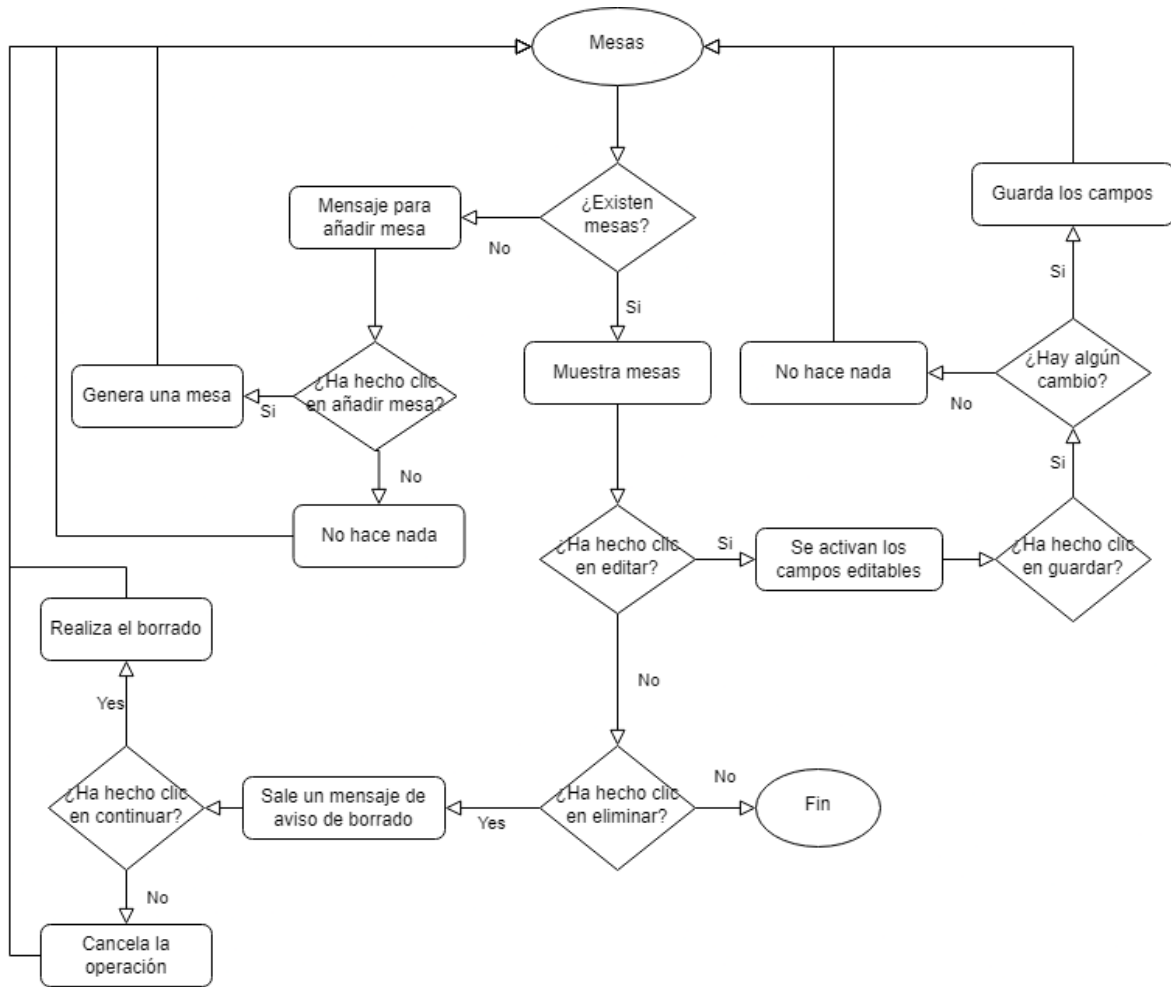 Mesas
¿Existen
mesas?
No
Si
Mensaje para
añadir mesa
¿Ha hecho clic
en añadir mesa?
Si
No
Genera una mesa
No hace nada
Muestra mesas
¿Ha hecho clic
en editar?
Si
No
Se activan los
campos editables
¿Ha hecho clic
en guardar?
Si
¿Hay algún
cambio?
Si
No
Guarda los campos
No hace nada
¿Ha hecho clic
en eliminar?
No
Yes
Fin
Sale un mensaje de
aviso de borrado
¿Ha hecho clic
en continuar?
Yes
No
Realiza el borrado
Cancela la
operación